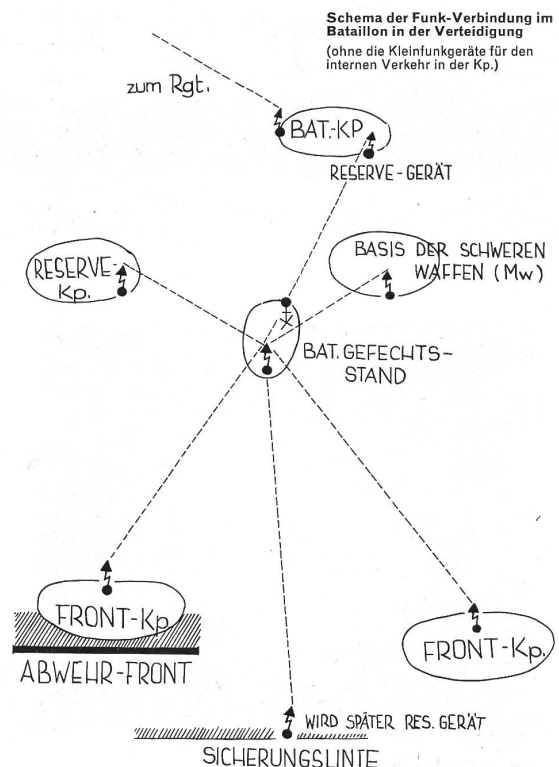 Schema der Funk-Verbindung im
Bataillon in der Verteidigung
(ohne die Kleinfunkgeräte für den
internen Verkehr in der Kp.)
zum Rgt.
BAT.-KP
RESERVE-GERÄT
RESERVE-
Kp.
BASIS DER SCHWEREN
WAFFEN (Mw)
BAT. GEFECHTS-
STAND
FRONT-Kp
ABWEHR-FRONT
FRONT-Kp.
WIRD SPÄTER RES. GERÄT
SICHERUNGSLINIE